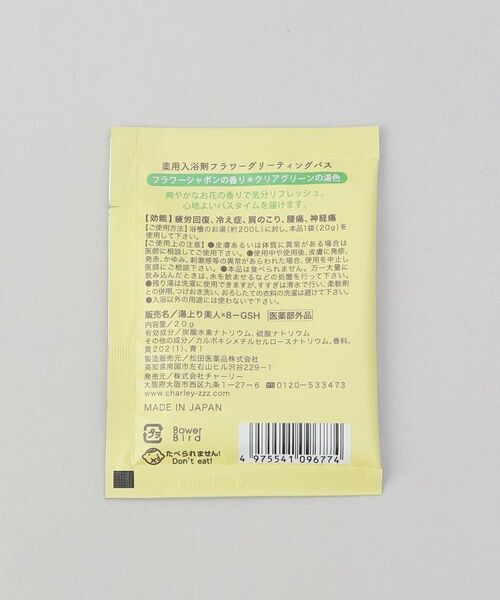 薬用入浴剤フラワーグリーティングバス
フラワーシャボンの香り＊クリアグリーンの湯色
爽やかなお花の香りで気分リフレッシュ。
心地よいバスタイムを届けます。
【効能】疲労回復、冷え症、肩のこり、腰痛、神経痛
【ご使用方法】浴槽のお湯(約200L)に対し、本品1袋(20g)を
使用して下さい。
【ご使用上の注意】●皮膚あるいは体質に異常がある場合は
医師に相談してご使用下さい。●使用中や使用後、皮膚に発疹、
発赤、かゆみ、刺激感等の異常があらわれた場合、使用を中止し
医師にご相談下さい。●本品は食べられません。万一大量に
飲み込んだときは、水を飲ませるなどの処置を行って下さい。
●残り湯は洗濯に使用できますが、すすぎは清水で行い、柔軟剤
との併用、つけおき洗い、おろしたての衣料の洗濯は避けて下さい。
●入浴以外の用途には使わないで下さい。
販売名／湯上り美人®8−GSH 医薬部外品
内容量／20g
有効成分／炭酸水素ナトリウム、硫酸ナトリウム
その他の成分／カルボキシメチルセルロースナトリウム、香料、
黄202(1)、青1
製造販売元／松田医薬品株式会社
高知県南国市左右山ヒル沢谷229−1
発売元／株式会社チャーリー
大阪府大阪市西区九条1−27−6 0120−533473
www.charley-zzz.com
MADE IN JAPAN
プラ
Bower
Bird
たべられません!
Don't eat!
4 975541 096774